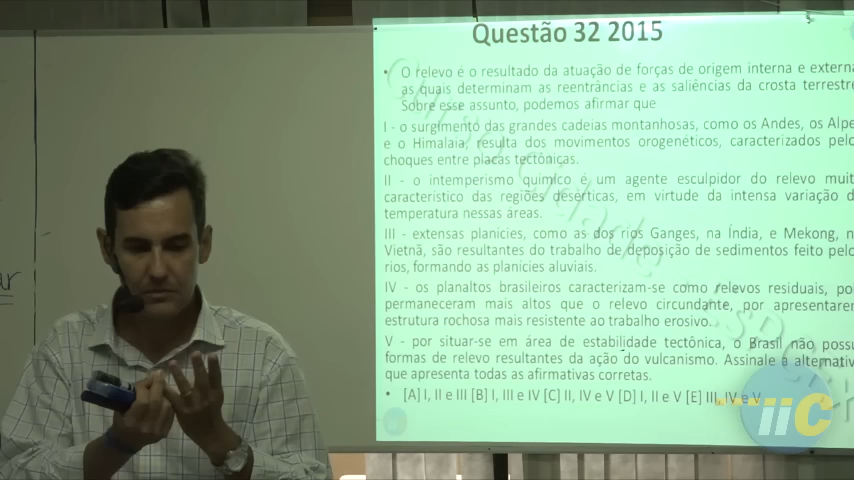 Questão 32 2015
• O relevo é o resultado da atuação de forças de origem interna e externa
as quais determinam as reentrâncias e as saliências da crosta terrestre
Sobre esse assunto, podemos afirmar que
I - o surgimento das grandes cadeias montanhosas, como os Andes, os Alpe
e o Himalaia, resulta dos movimentos orogenéticos, caracterizados pelo
choques entre placas tectônicas.
II - o intemperismo químico é um agente esculpidor do relevo muit
característico das regiões desérticas, em virtude da intensa variação d
temperatura nessas áreas.
III - extensas planícies, como as dos rios Ganges, na Índia, e Mekong, n
Vietnã, são resultantes do trabalho de deposição de sedimentos feito pelo
rios, formando as planícies aluviais.
IV - os planaltos brasileiros caracterizam-se como relevos residuais, po
permaneceram mais altos que o relevo circundante, por apresentarem
estrutura rochosa mais resistente ao trabalho erosivo.
V - por situar-se em área de estabilidade tectônica, o Brasil não possu
formas de relevo resultantes da ação do vulcanismo. Assinale a alternativ
que apresenta todas as afirmativas corretas.
• [A] I, II e III [B] I, III e IV [C] II, IV e V [D] I, II e V [E] III, IV e V
iic
Curso Cidade